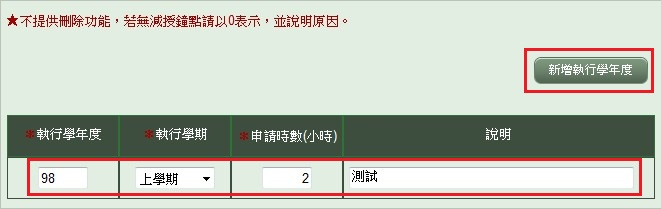 ★不提供刪除功能，若無減授鐘點請以0表示，並說明原因。
新增執行學年度
*執行學年度 *執行學期 *申請時數(小時) 說明
98 上學期 2 測試